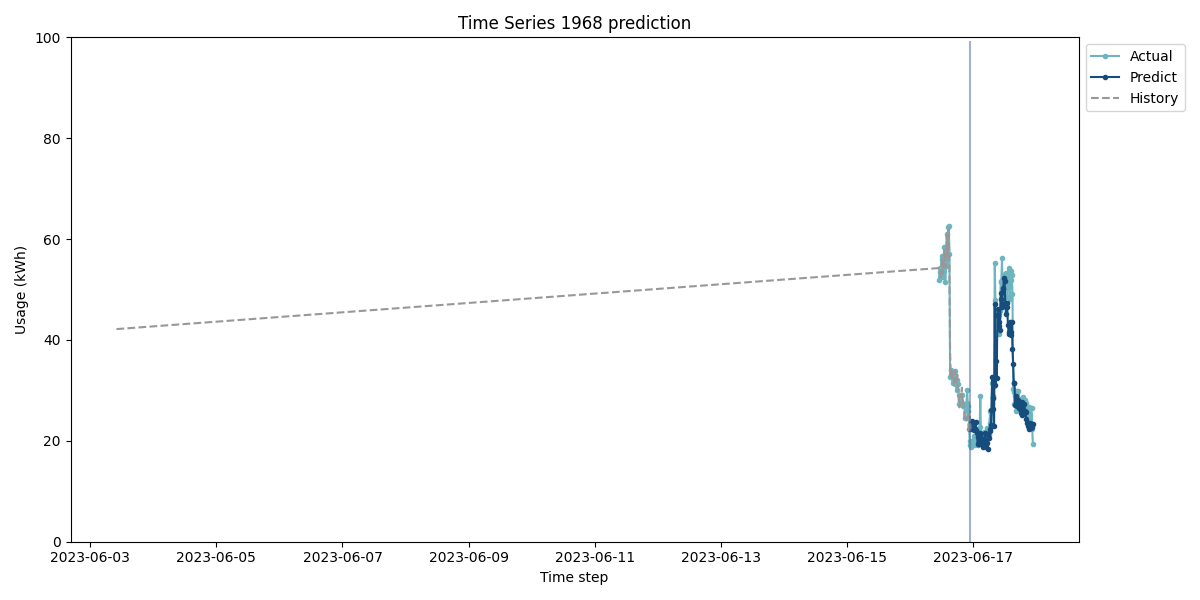 Time Series 1968 prediction
100
80
60
40
20
0
Usage (kWh)
2023-06-03 2023-06-05 2023-06-07 2023-06-09 2023-06-11 2023-06-13 2023-06-15 2023-06-17
Time step
Actual
Predict
History